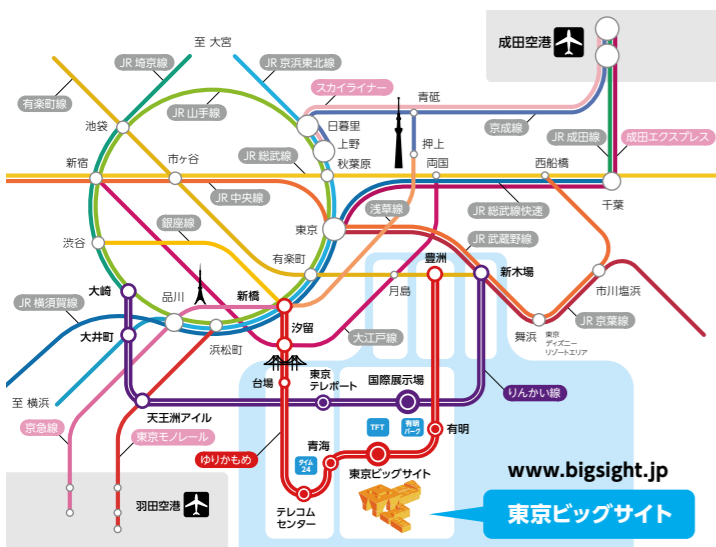 至 大宮
JR 埼京線
JR 京浜東北線
成田空港
スカイライナー
有楽町線
JR 山手線
青砥
池袋
日暮里
京成線
JR 成田線
成田エクスプレス
上野
押上
市ヶ谷
JR 総武線
秋葉原
両国
西船橋
新宿
JR 中央線
浅草線
JR 総武線快速
千葉
銀座線
東京
JR 武蔵野線
渋谷
豊洲
有楽町
新木場
大崎
品川
新橋
月島
市川塩浜
JR 横須賀線
汐留
大江戸線
JR 京葉線
大井町
浜松町
舞浜
東京
ディズニー
リゾートエリア
台場
東京
テレポート
国際展示場
りんかい線
至 横浜
天王洲アイル
京急線
東京モノレール
TFT
有明
パーク
有明
ゆりかもめ
青海
タイム
24
東京ビッグサイト
www.bigsight.jp
羽田空港
テレコム
センター
東京ビッグサイト